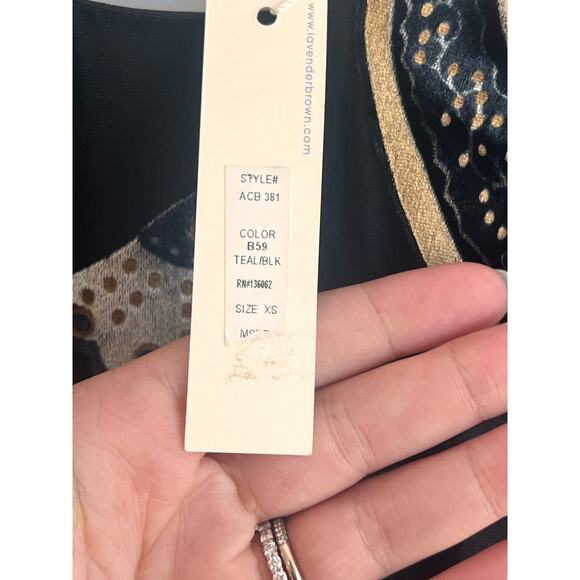 www.lavenderbrown.com
STYLE#
ACB 381
COLOR
B59
TEAL/BLK
RN#136062
SIZE XS